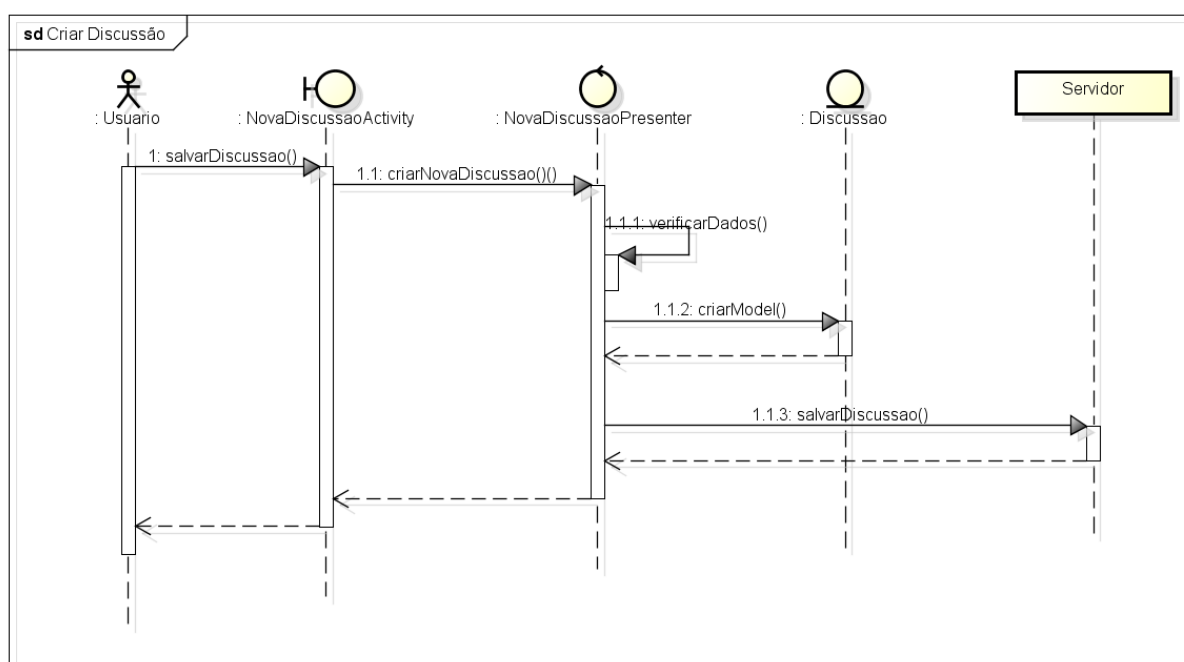 sd Criar Discussão
: Usuario
: NovaDiscussaoActivity
: NovaDiscussaoPresenter
: Discussao
Servidor
1: salvarDiscussao()
1.1: criarNovaDiscussao()()
1.1.1: verificarDados()
1.1.2: criarModel()
1.1.3: salvarDiscussao()